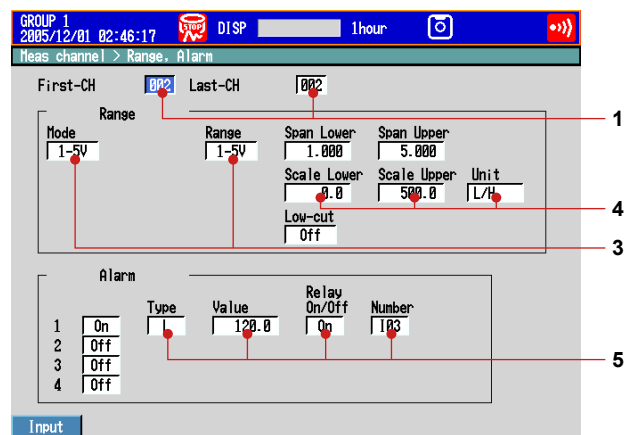 GROUP 1
2005/12/01 02:46:17 STOP DISP 1hour
Meas channel > Range, Alarm
First-CH 002 Last-CH 002
1
Range
Mode Range Span Lower Span Upper
1-5V 1-5V 1.000 5.000
Scale Lower Scale Upper Unit
0.0 500.0 L/H
4
Low-cut
Off
3
Alarm
Type Value Relay On/Off Number
1 On L 120.0 On I03
2 Off
3 Off
5
4 Off
Input